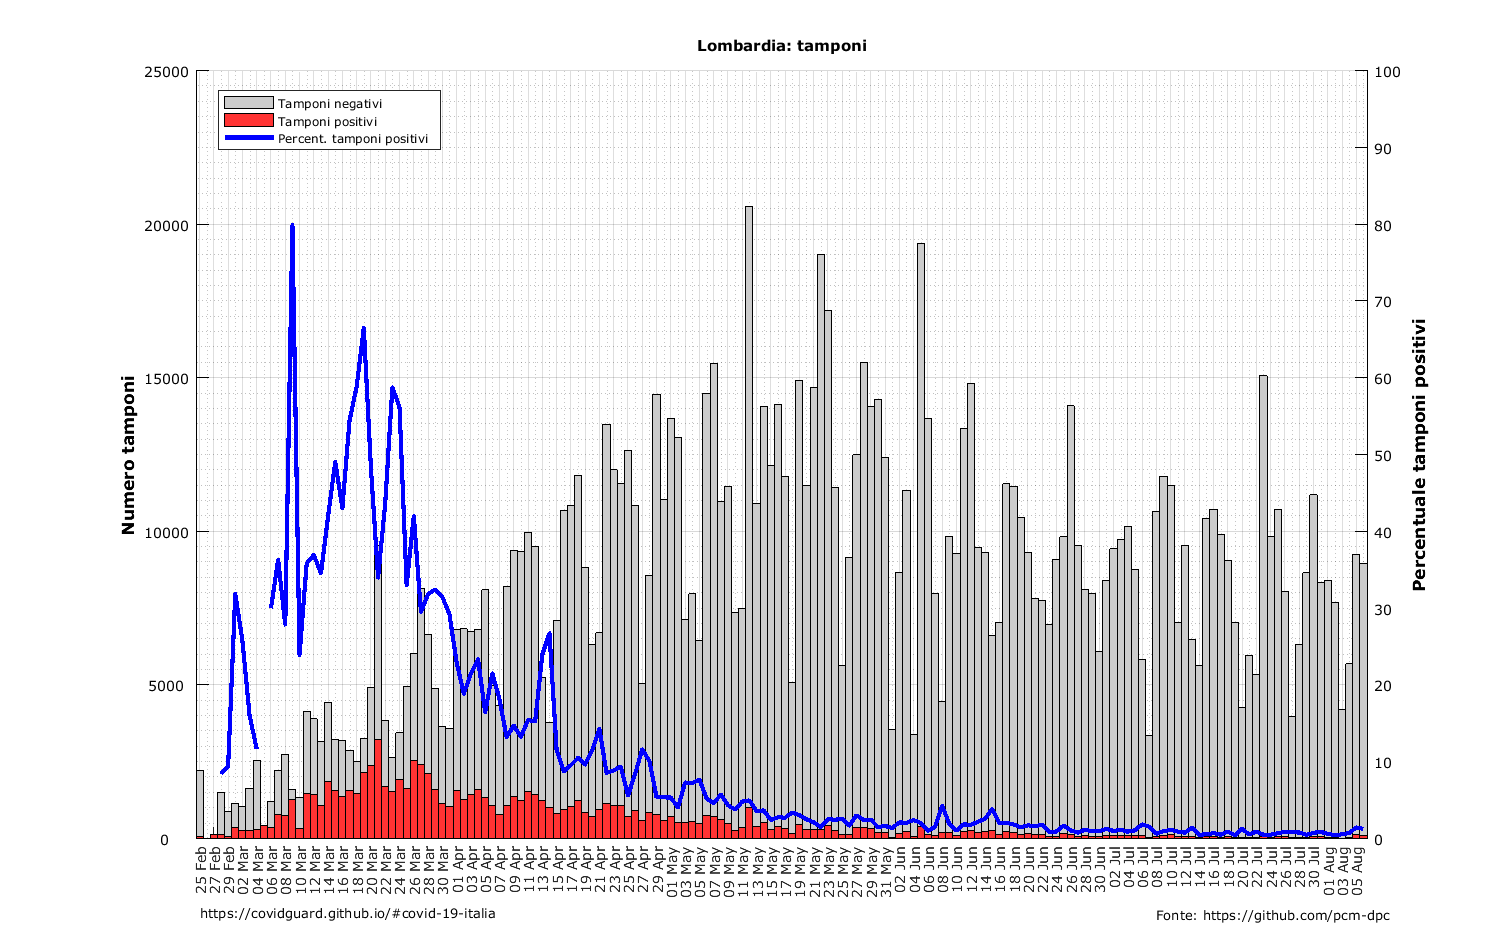 Lombardia: tamponi
25000
20000
15000
10000
5000
0
Numero tamponi
Tamponi negativi
Tamponi positivi
Percent. tamponi positivi
100
90
80
70
60
50
40
30
20
10
0
Percentuale tamponi positivi
25 Feb
27 Feb
29 Feb
02 Mar
04 Mar
06 Mar
08 Mar
10 Mar
12 Mar
14 Mar
16 Mar
18 Mar
20 Mar
22 Mar
24 Mar
26 Mar
28 Mar
30 Mar
01 Apr
03 Apr
05 Apr
07 Apr
09 Apr
11 Apr
13 Apr
15 Apr
17 Apr
19 Apr
21 Apr
23 Apr
25 Apr
27 Apr
29 Apr
01 May
03 May
05 May
07 May
09 May
11 May
13 May
15 May
17 May
19 May
21 May
23 May
25 May
27 May
29 May
31 May
02 Jun
04 Jun
06 Jun
08 Jun
10 Jun
12 Jun
14 Jun
16 Jun
18 Jun
20 Jun
22 Jun
24 Jun
26 Jun
28 Jun
30 Jun
02 Jul
04 Jul
06 Jul
08 Jul
10 Jul
12 Jul
14 Jul
16 Jul
18 Jul
20 Jul
22 Jul
24 Jul
26 Jul
28 Jul
30 Jul
01 Aug
03 Aug
05 Aug
https://covidguard.github.io/#covid-19-italia
Fonte: https://github.com/pcm-dpc